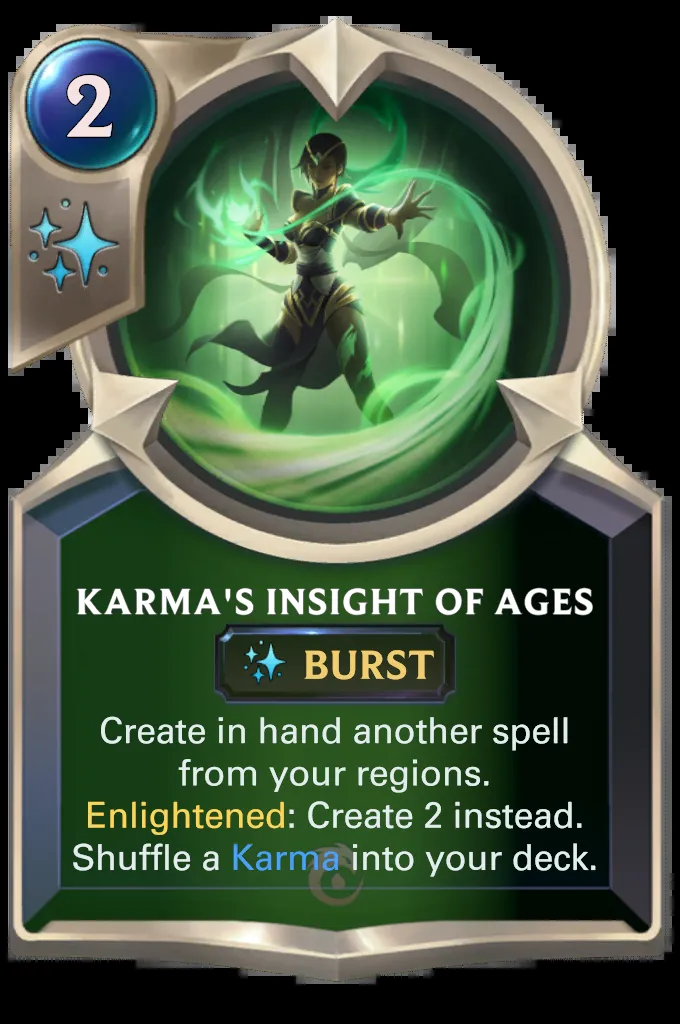 2
KARMA'S INSIGHT OF AGES
BURST
Create in hand another spell
from your regions.
Enlightened: Create 2 instead.
Shuffle a Karma into your deck.